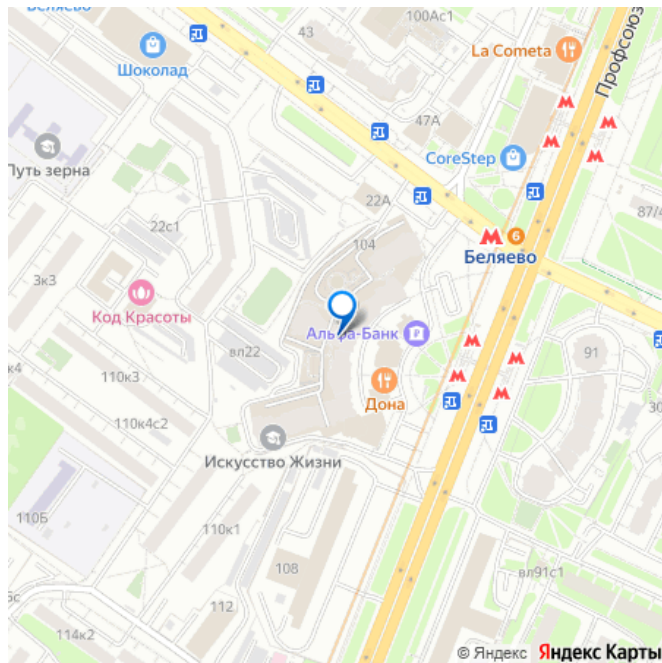 Беляево
43
100Ас1
Шоколад
La Cometa
Профсоюз
47А
CoreStep
Путь зерна
22А
87/4
22с1
104
6
Беляево
3к3
Код Красоты
Альфа-Банк
₽
вл22
91
к4
110к3
Дона
30
110к4с2
Искусство Жизни
110Б
110к1
108
вл91с1
5с
112
114к2
© Яндекс Яндекс Карты